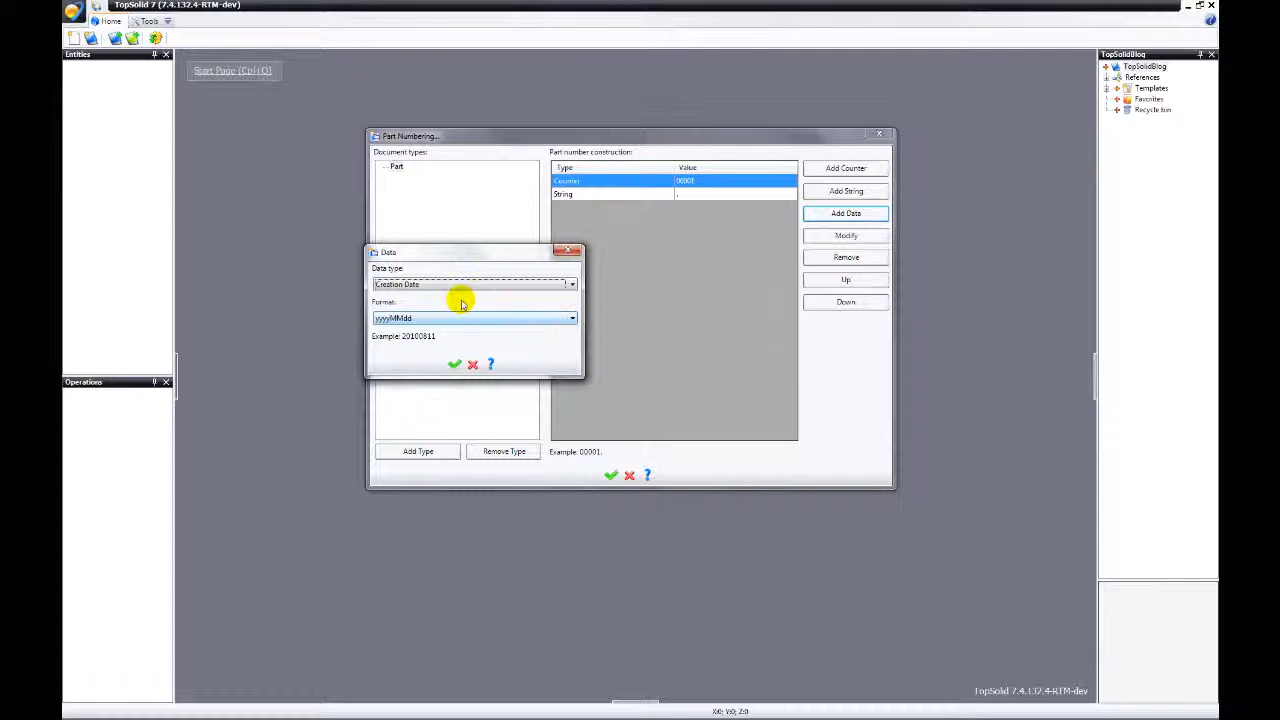 TopSolid 7 (7.4.132.4-RTM-dev)
Home
Tools
Entities
Start Page (Ctrl+Q)
TopSolidBlog
TopSolidBlog
References
Templates
Favorites
Recycle bin
Part Numbering...
Document types:
Part
Part number construction:
Type Value
Counter 00001
String .
Add Counter
Add String
Add Data
Modify
Remove
Up
Down
Data
Data type:
Creation Date
Format:
yyyyMMdd
Example: 20100811
?
Operations
Add Type
Remove Type
Example: 00001.
?
TopSolid 7.4.132.4-RTM-dev
X:0; Y:0; Z:0